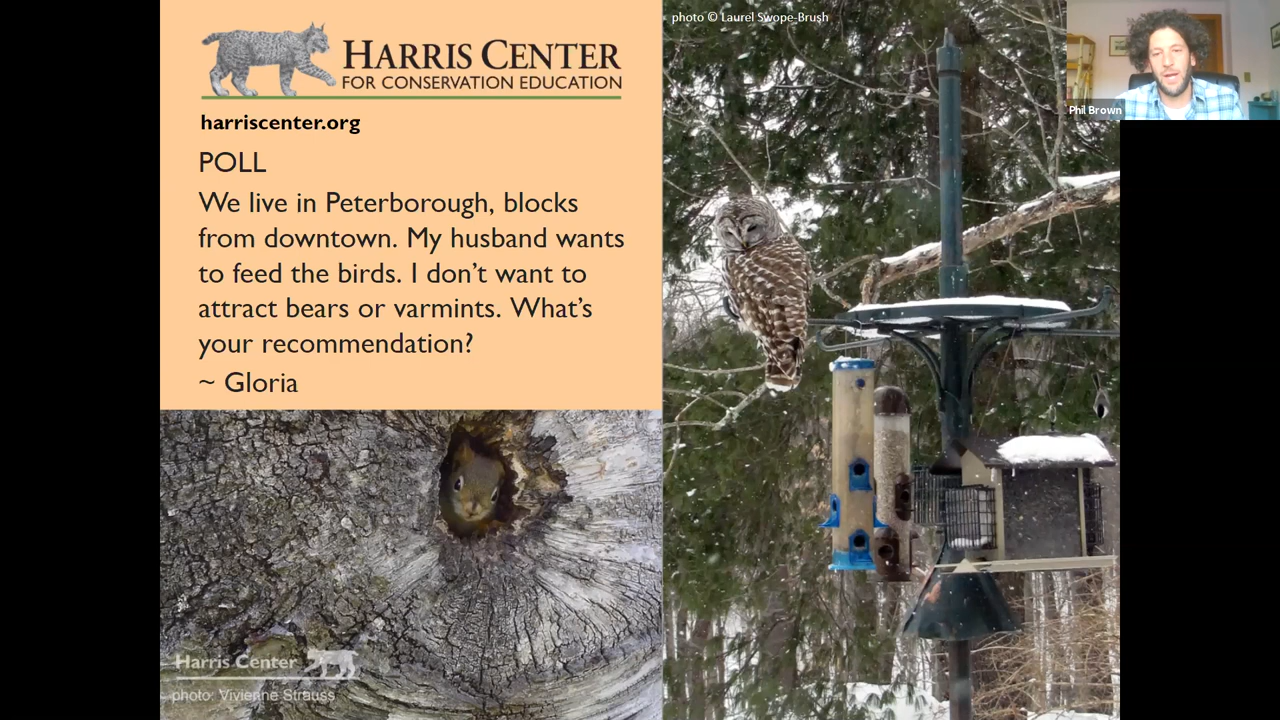 HARRIS CENTER
FOR CONSERVATION EDUCATION
harriscenter.org
POLL
We live in Peterborough, blocks
from downtown. My husband wants
to feed the birds. I don't want to
attract bears or varmints. What's
your recommendation?
~ Gloria
Harris Center
photo: Vivienne Strauss
photo © Laurel Swope-Brush
Phil Brown